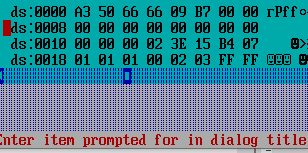 ds:0000 A3 50 66 66 09 B7 00 00 rPff○
ds:0008 00 00 00 00 00 00 00 00
ds:0010 00 00 00 02 3E 15 B4 07 ☻>
ds:0018 01 01 01 00 02 03 FF FF ☺☺☺
Enter item prompted for in dialog title